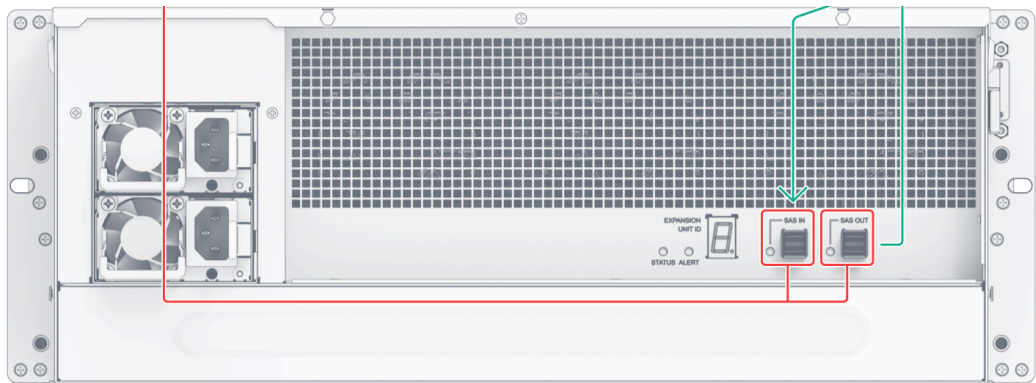 EXPANSION
UNIT ID
STATUS ALERT
SAS IN
SAS OUT